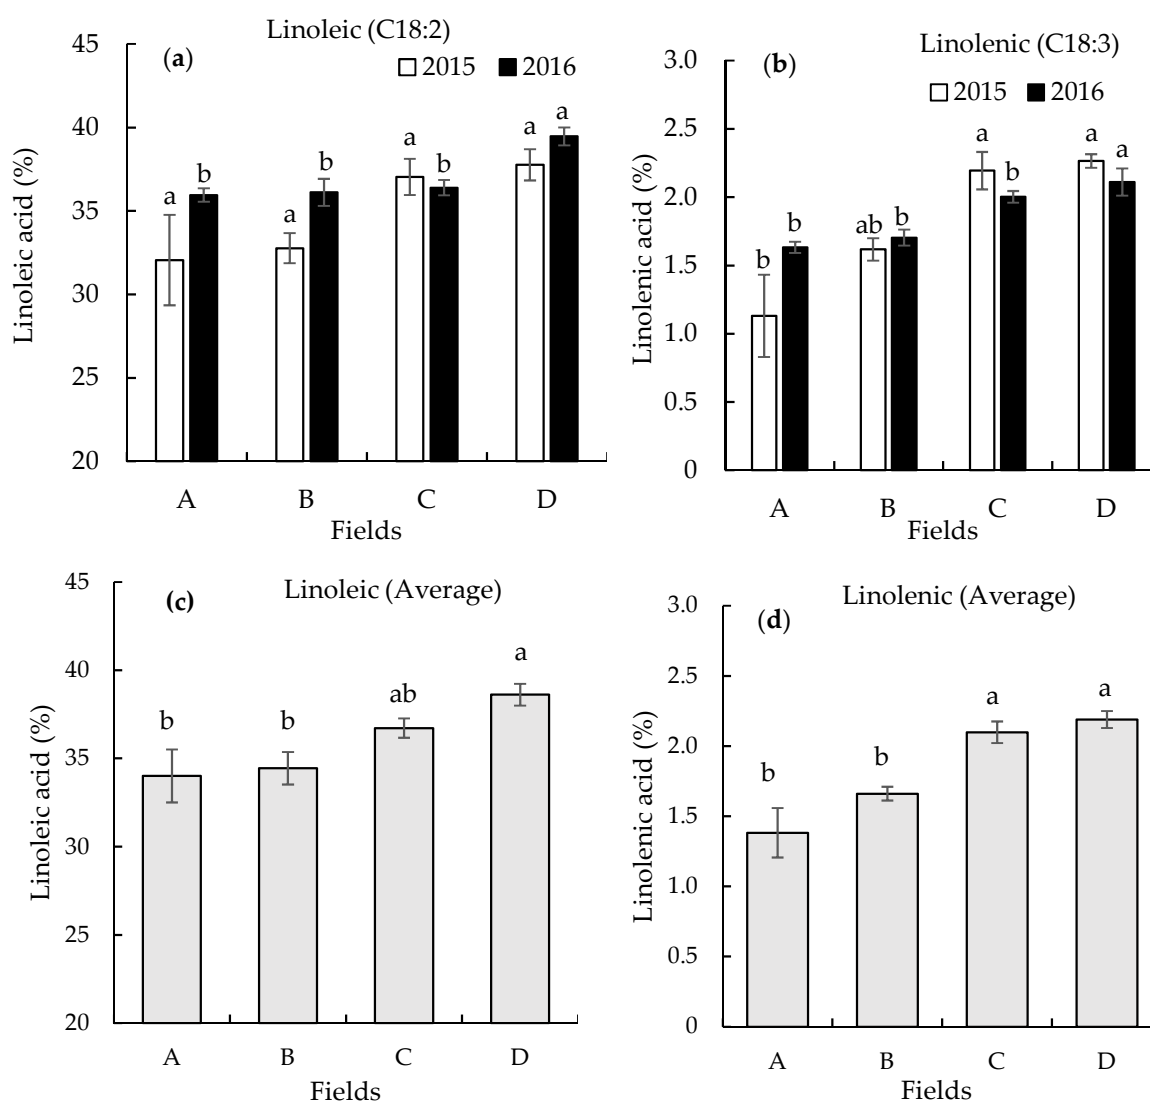 Linoleic (C18:2)
(a)
2015 2016
45
40
35
30
25
20
Linoleic acid (%)
a b a b a b a a
A B C D
Fields
Linolenic (C18:3)
(b)
2015 2016
3.0
2.5
2.0
1.5
1.0
0.5
0
Linolenic acid (%)
b b ab b a b a a
A B C D
Fields
Linoleic (Average)
(c)
45
40
35
30
25
20
Linoleic acid (%)
b b ab a
A B C D
Fields
Linolenic (Average)
(d)
3.0
2.5
2.0
1.5
1.0
0.5
0
Linolenic acid (%)
b b a a
A B C D
Fields